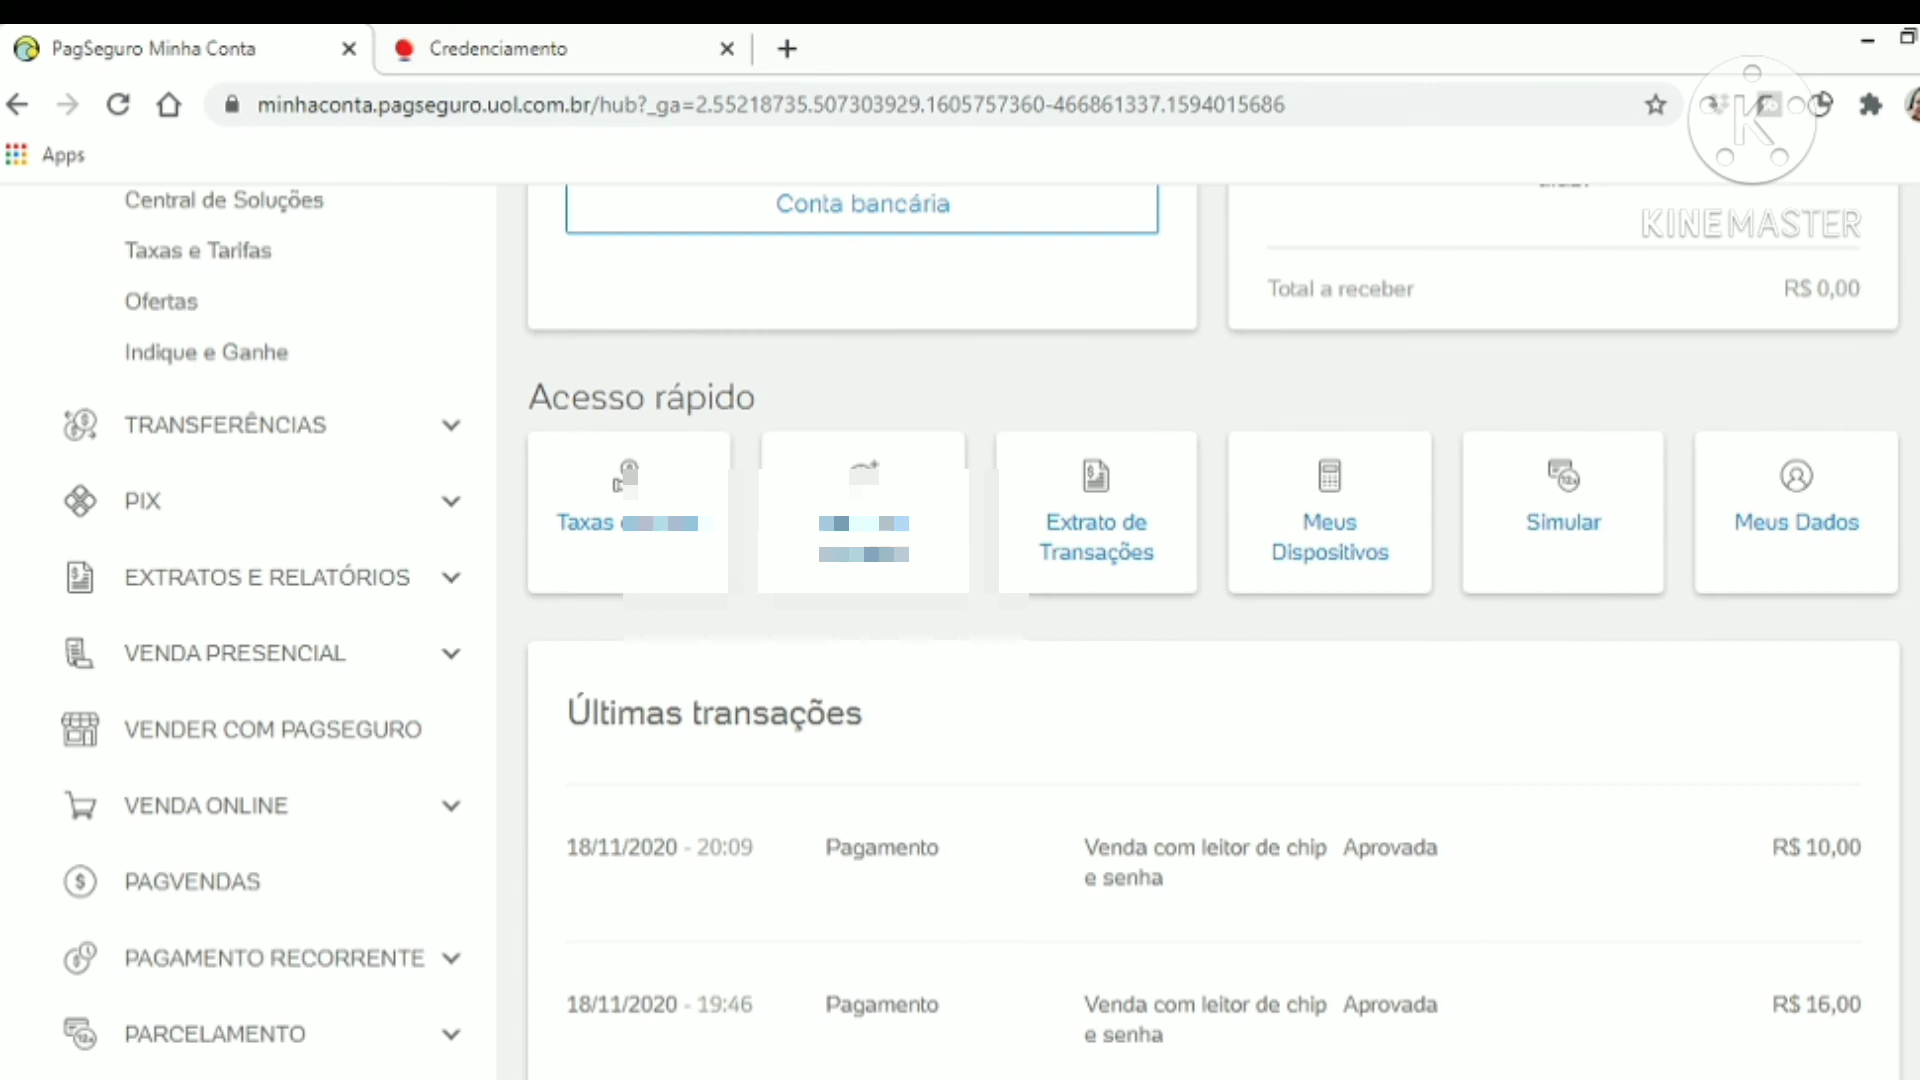 PagSeguro Minha Conta
Credenciamento
minhaconta.pagseguro.uol.com.br/hub?_ga=2.55218735.507303929.1605757360-466861337.1594015686
Apps
KINEMASTER
Central de Soluções
Taxas e Tarifas
Ofertas
Indique e Ganhe
TRANSFERÊNCIAS
PIX
EXTRATOS E RELATÓRIOS
VENDA PRESENCIAL
VENDER COM PAGSEGURO
VENDA ONLINE
PAGVENDAS
PAGAMENTO RECORRENTE
PARCELAMENTO
Conta bancária
Total a receber R$ 0,00
Acesso rápido
Taxas
Extrato de
Transações
Meus
Dispositivos
Simular
Meus Dados
Últimas transações
18/11/2020 - 20:09 Pagamento Venda com leitor de chip Aprovada R$ 10,00
e senha
18/11/2020 - 19:46 Pagamento Venda com leitor de chip Aprovada R$ 16,00
e senha